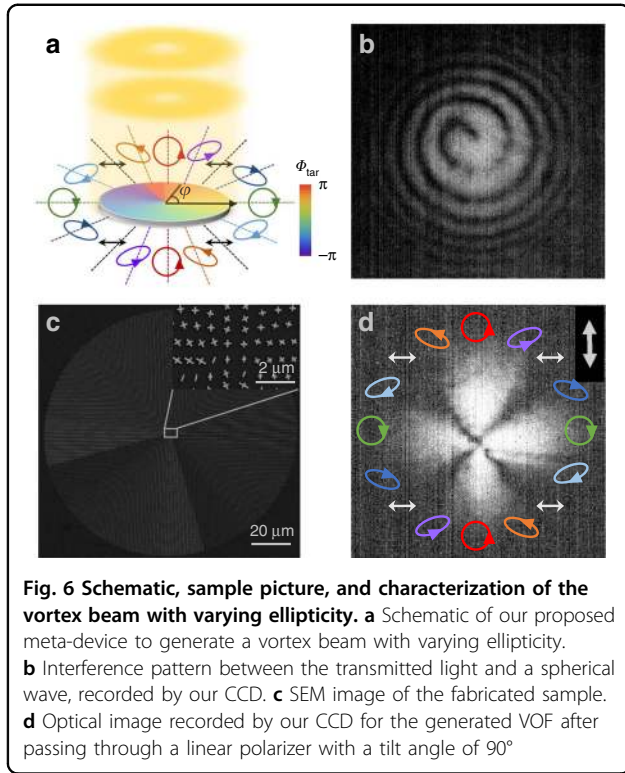 a
Φtar
π
φ
−π
b
c
2 μm
20 μm
d
Fig. 6 Schematic, sample picture, and characterization of the
vortex beam with varying ellipticity. a Schematic of our proposed
meta-device to generate a vortex beam with varying ellipticity.
b Interference pattern between the transmitted light and a spherical
wave, recorded by our CCD. c SEM image of the fabricated sample.
d Optical image recorded by our CCD for the generated VOF after
passing through a linear polarizer with a tilt angle of 90°